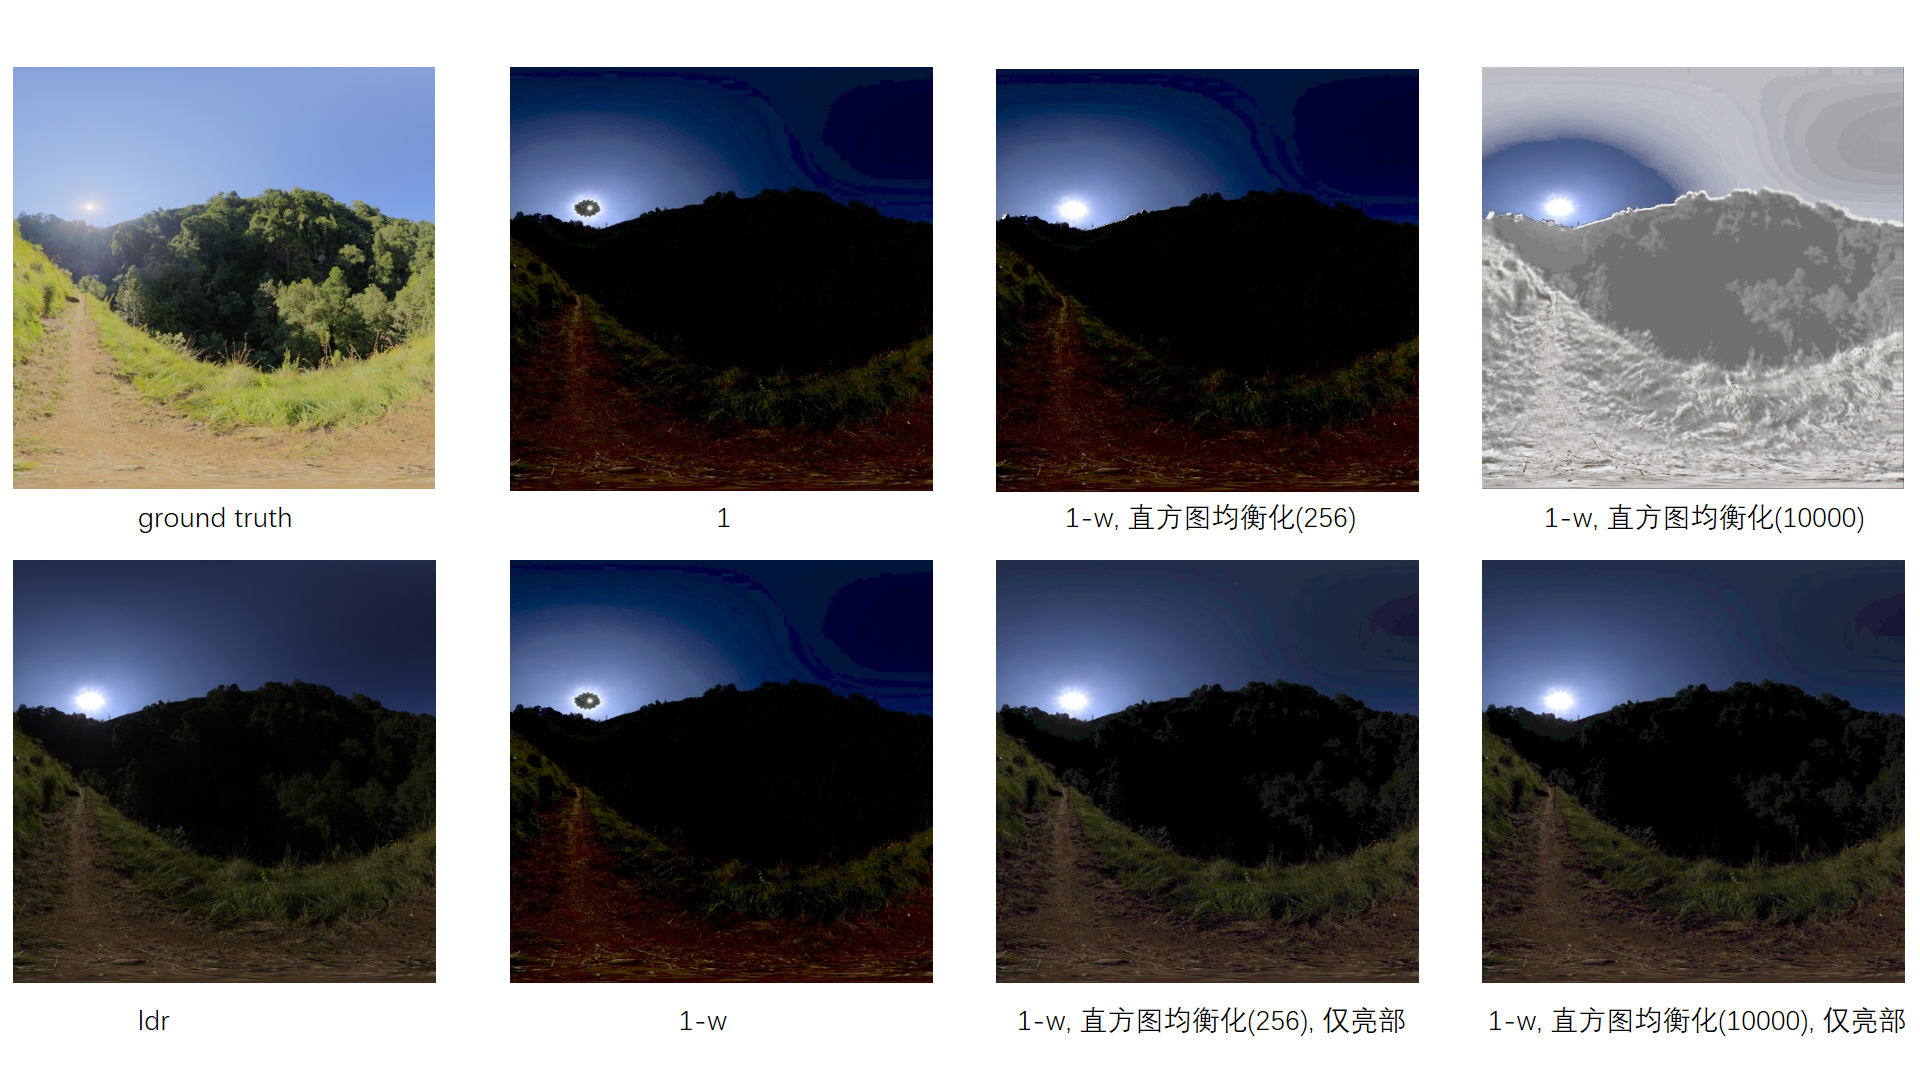 ground truth
1
1-w, 直方图均衡化(256)
1-w, 直方图均衡化(10000)
ldr
1-w
1-w, 直方图均衡化(256), 仅亮部
1-w, 直方图均衡化(10000), 仅亮部